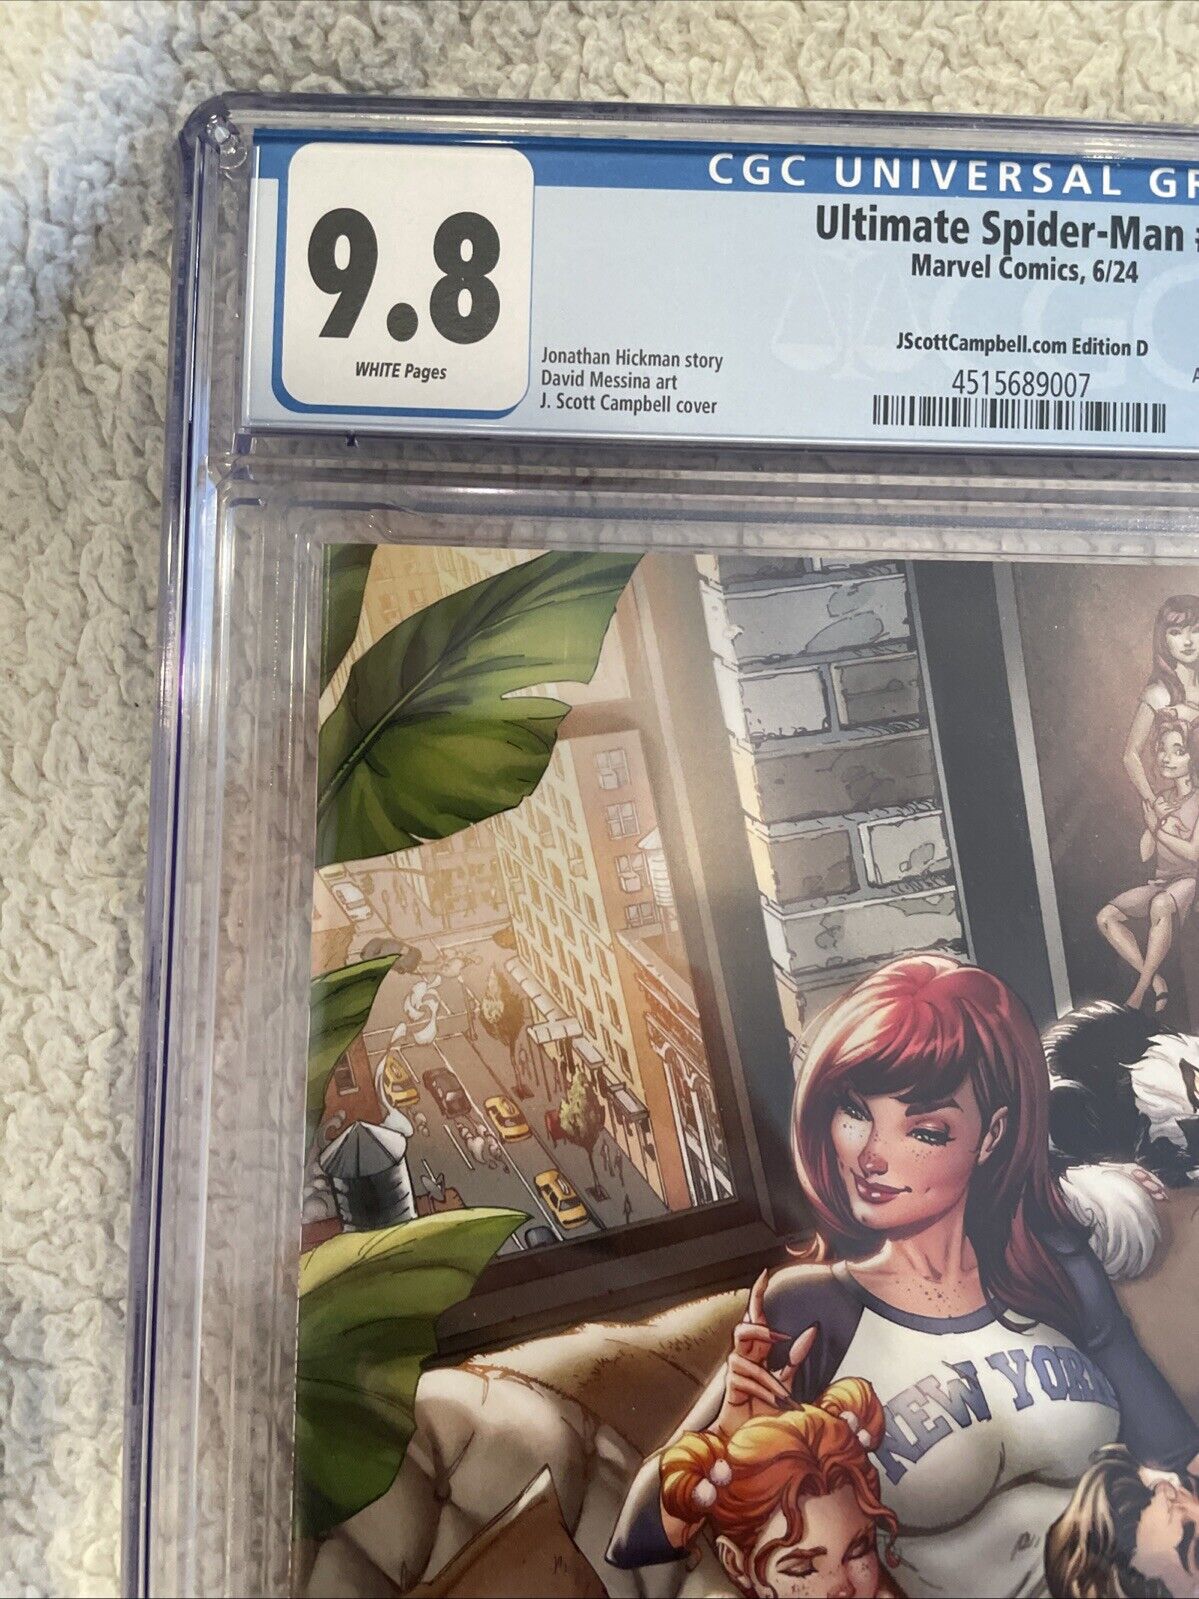 CGC UNIVERSAL
9.8
WHITE Pages
Ultimate Spider-Man #
Marvel Comics, 6/24
JScottCampbell.com Edition D
Jonathan Hickman story
David Messina art
J. Scott Campbell cover
4515689007
NEW YORK